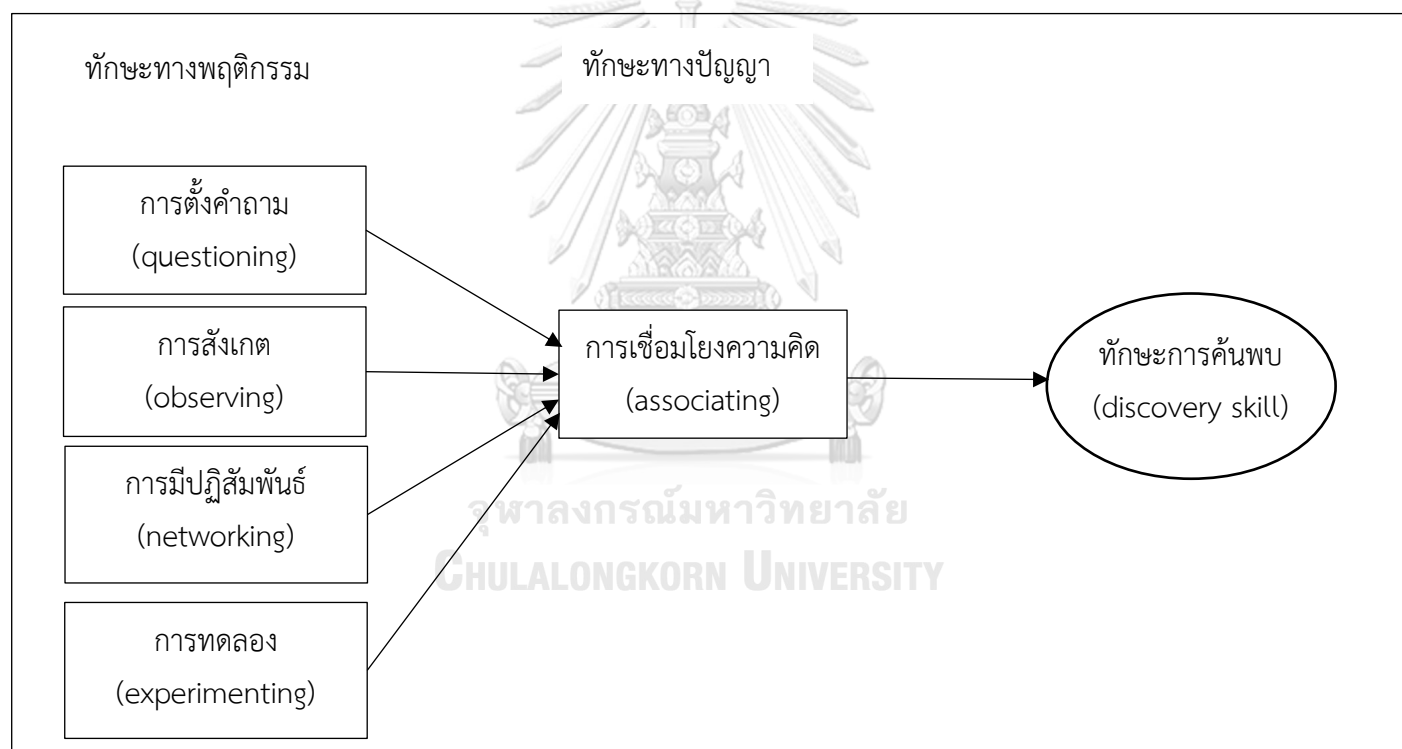 ทักษะทางพฤติกรรม
ทักษะทางปัญญา
การตั้งคำถาม
(questioning)
การสังเกต
(observing)
การมีปฏิสัมพันธ์
(networking)
การทดลอง
(experimenting)
การเชื่อมโยงความคิด
(associating)
ทักษะการค้นพบ
(discovery skill)
จุฬาลงกรณ์มหาวิทยาลัย
CHULALONGKORN UNIVERSITY